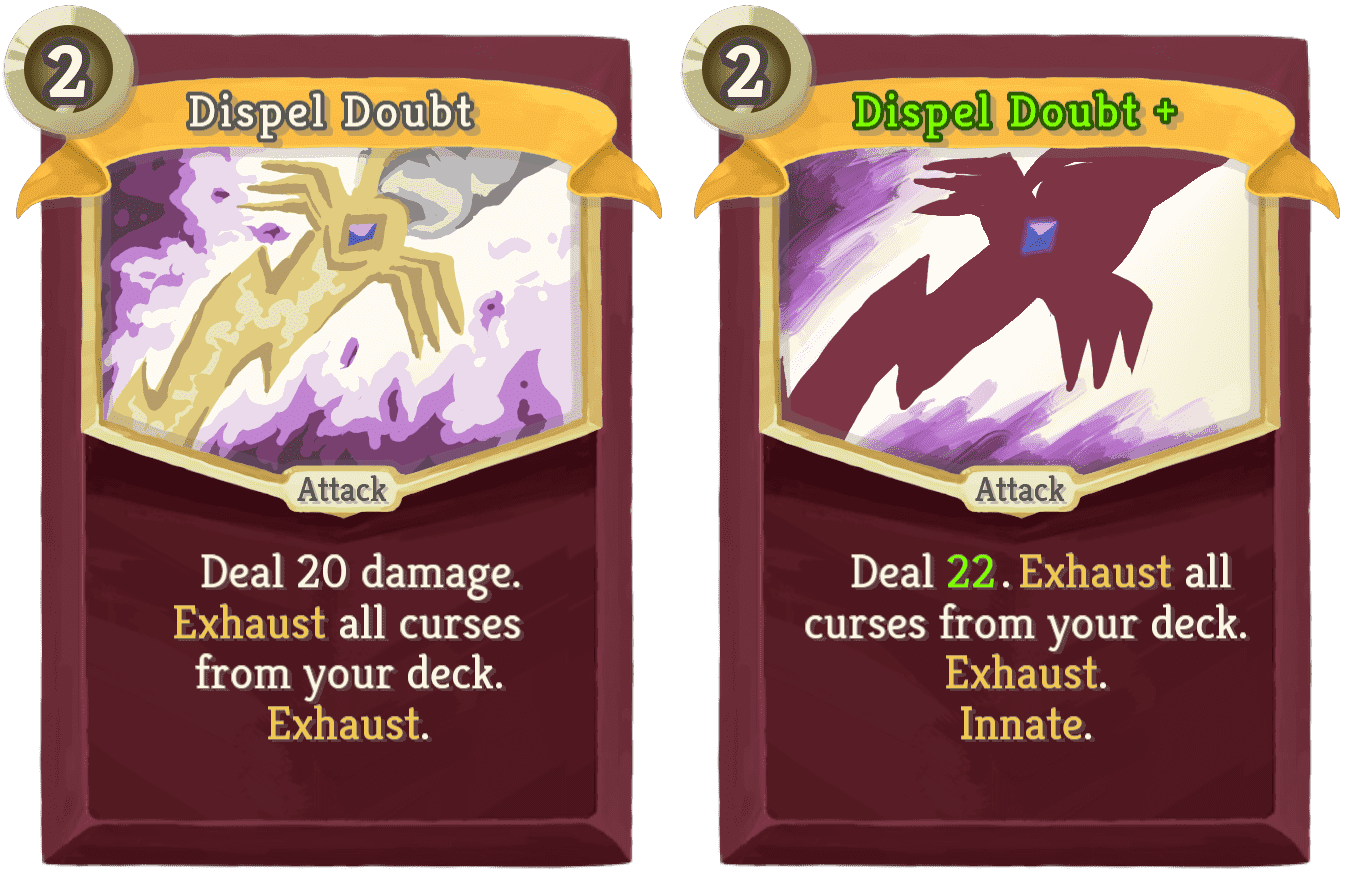 2
Dispel Doubt
Attack
Deal 20 damage.
Exhaust all curses
from your deck.
Exhaust.
2
Dispel Doubt +
Attack
Deal 22. Exhaust all
curses from your deck.
Exhaust.
Innate.